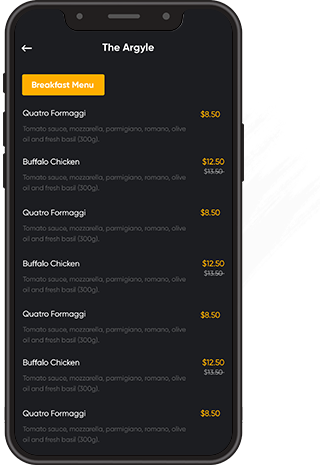 The Argyle
Breakfast Menu
Quatro Formaggi $8.50
Tomato sauce, mozzarella, parmigiano, romano, olive
oil and fresh basil (300g).
Buffalo Chicken $12.50
$13.50
Tomato sauce, mozzarella, parmigiano, romano, olive
oil and fresh basil (300g).
Quatro Formaggi $8.50
Tomato sauce, mozzarella, parmigiano, romano, olive
oil and fresh basil (300g).
Buffalo Chicken $12.50
$13.50
Tomato sauce, mozzarella, parmigiano, romano, olive
oil and fresh basil (300g).
Quatro Formaggi $8.50
Tomato sauce, mozzarella, parmigiano, romano, olive
oil and fresh basil (300g).
Buffalo Chicken $12.50
$13.50
Tomato sauce, mozzarella, parmigiano, romano, olive
oil and fresh basil (300g).
Quatro Formaggi $8.50
Tomato sauce, mozzarella, parmigiano, romano, olive
oil and fresh basil (300g).